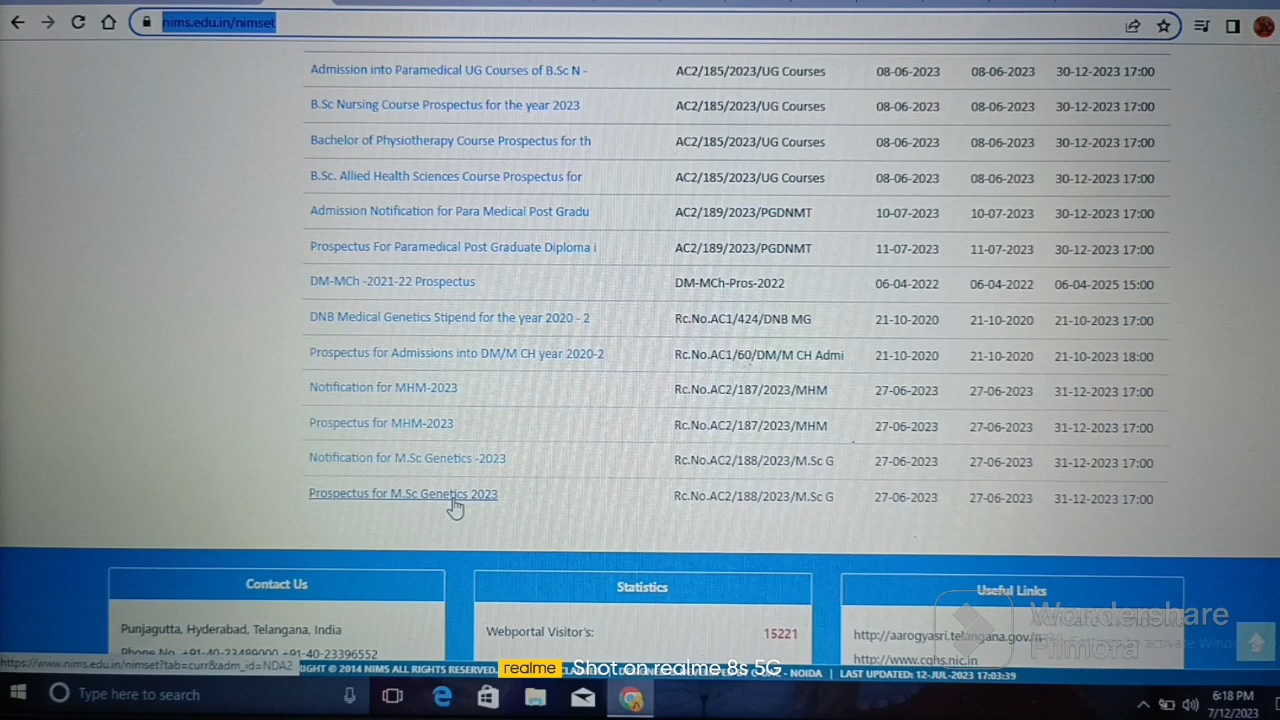 nims.edu.in/nimset
Admission into Paramedical UG Courses of B.Sc N - AC2/185/2023/UG Courses 08-06-2023 08-06-2023 30-12-2023 17:00
B.Sc Nursing Course Prospectus for the year 2023 AC2/185/2023/UG Courses 08-06-2023 08-06-2023 30-12-2023 17:00
Bachelor of Physiotherapy Course Prospectus for th AC2/185/2023/UG Courses 08-06-2023 08-06-2023 30-12-2023 17:00
B.Sc. Allied Health Sciences Course Prospectus for AC2/185/2023/UG Courses 08-06-2023 08-06-2023 30-12-2023 17:00
Admission Notification for Para Medical Post Gradu AC2/189/2023/PGDNMT 10-07-2023 10-07-2023 30-12-2023 17:00
Prospectus For Paramedical Post Graduate Diploma i AC2/189/2023/PGDNMT 11-07-2023 11-07-2023 30-12-2023 17:00
DM-MCh -2021-22 Prospectus DM-MCh-Pros-2022 06-04-2022 06-04-2022 06-04-2025 15:00
DNB Medical Genetics Stipend for the year 2020 - 2 Rc.No.AC1/424/DNB MG 21-10-2020 21-10-2020 21-10-2023 17:00
Prospectus for Admissions into DM/M CH year 2020-2 Rc.No.AC1/60/DM/M CH Admi 21-10-2020 21-10-2020 21-10-2023 18:00
Notification for MHM-2023 Rc.No.AC2/187/2023/MHM 27-06-2023 27-06-2023 31-12-2023 17:00
Prospectus for MHM-2023 Rc.No.AC2/187/2023/MHM 27-06-2023 27-06-2023 31-12-2023 17:00
Notification for M.Sc Genetics -2023 Rc.No.AC2/188/2023/M.Sc G 27-06-2023 27-06-2023 31-12-2023 17:00
Prospectus for M.Sc Genetics 2023 Rc.No.AC2/188/2023/M.Sc G 27-06-2023 27-06-2023 31-12-2023 17:00
Contact Us Statistics Useful Links
Punjagutta, Hyderabad, Telangana, India
Phone No. +91-40-23489000 +91-40-23396552
Webportal Visitor's: 15221
http://aarogyasri.telangana.gov.in
http://www.cghs.nic.in
Wondershare
Filmora
activate Windo
https://www.nims.edu.in/nimset?tab=curr&adm_id=NDA2
RIGHT © 2014 NIMS ALL RIGHTS RESERVED. - NOIDA | LAST UPDATED: 12-JUL-2023 17:03:39
realme Shot on realme 8s 5G
Type here to search
6:18 PM
7/12/2023